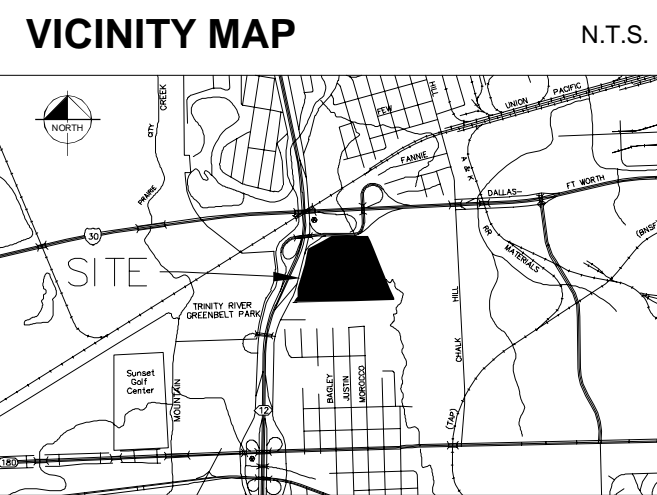 VICINITY MAP
N.T.S.
NORTH
CITY
CREEK
PRAIRIE
HILL
FEW
UNION
PACIFIC
FANNIE
A & K
DALLAS-
FT WORTH
30
RR
MATERIALS
(BNSF
SITE
TRINITY RIVER
GREENBELT PARK
HILL
CHALK
Sunset
Golf
Center
MOUNTAIN
BAGLEY
JUSTIN
MOROCCO
12
(TAP)
180